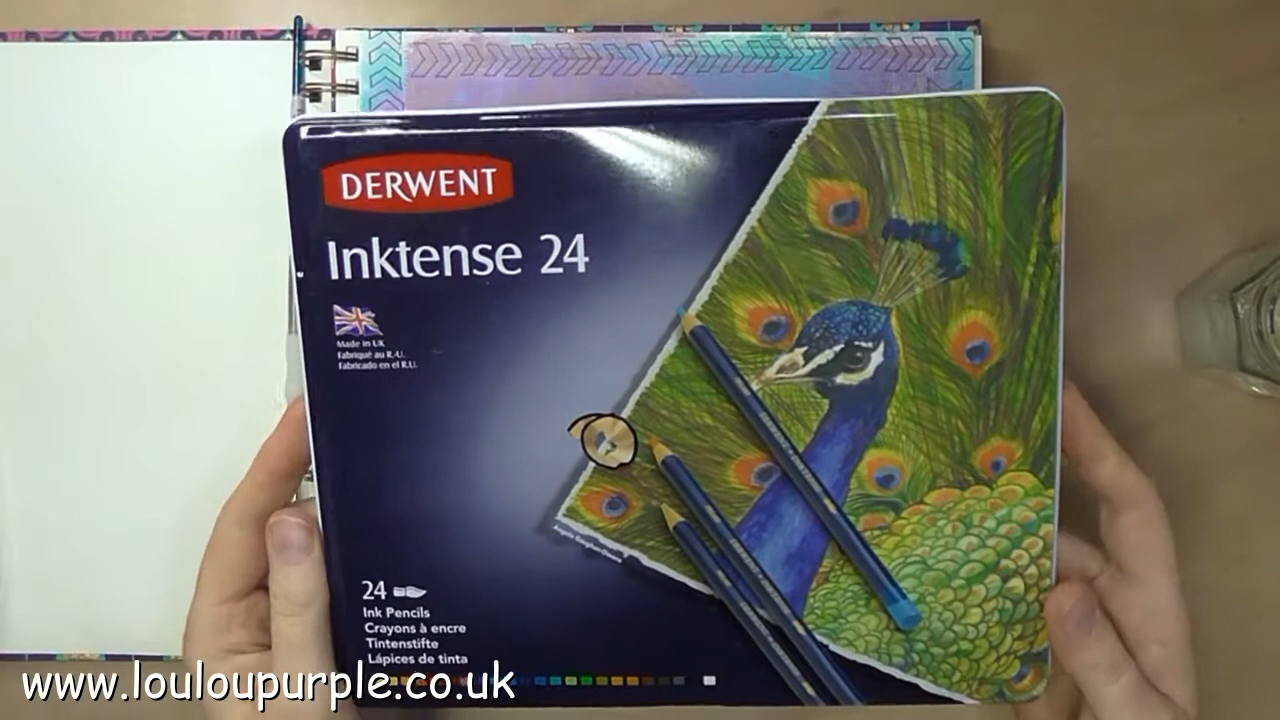 DERWENT
Inktense 24
Made in UK
Fabriqué au R.-U.
Fabricado en el R.U.
24
Ink Pencils
Crayons à encre
Tintenstifte
Lápices de tinta
www.louloupurple.co.uk